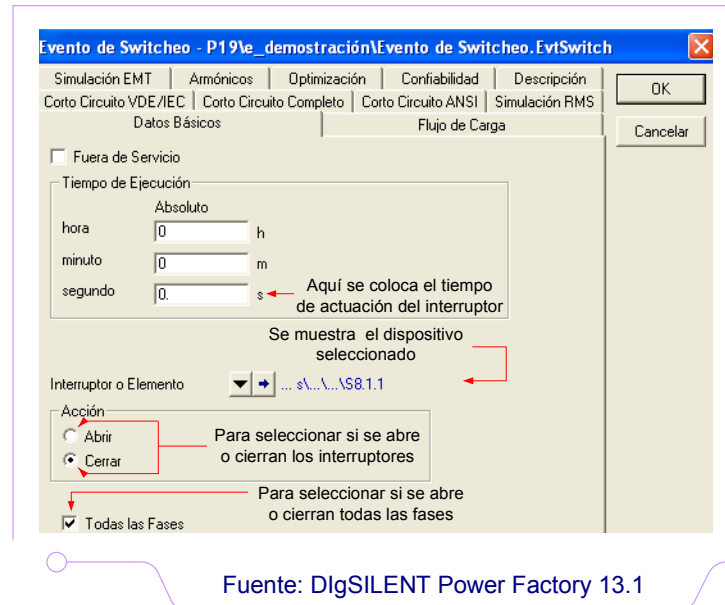 Evento de Switcheo - P19\e_demostración\Evento de Switcheo.EvtSwitch
Simulación EMT Armónicos Optimización Confiabilidad Descripción
Corto Circuito VDE/IEC Corto Circuito Completo Corto Circuito ANSI Simulación RMS
Datos Básicos Flujo de Carga
OK
Cancelar
Fuera de Servicio
Tiempo de Ejecución
Absoluto
hora 0 h
minuto 0 m
segundo 0. s
Aquí se coloca el tiempo
de actuación del interruptor
Se muestra el dispositivo
seleccionado
Interruptor o Elemento ... s\...\...\S8.1.1
Acción
Abrir
Cerrar
Para seleccionar si se abre
o cierran los interruptores
Para seleccionar si se abre
o cierran todas las fases
Todas las Fases
Fuente: DIgSILENT Power Factory 13.1